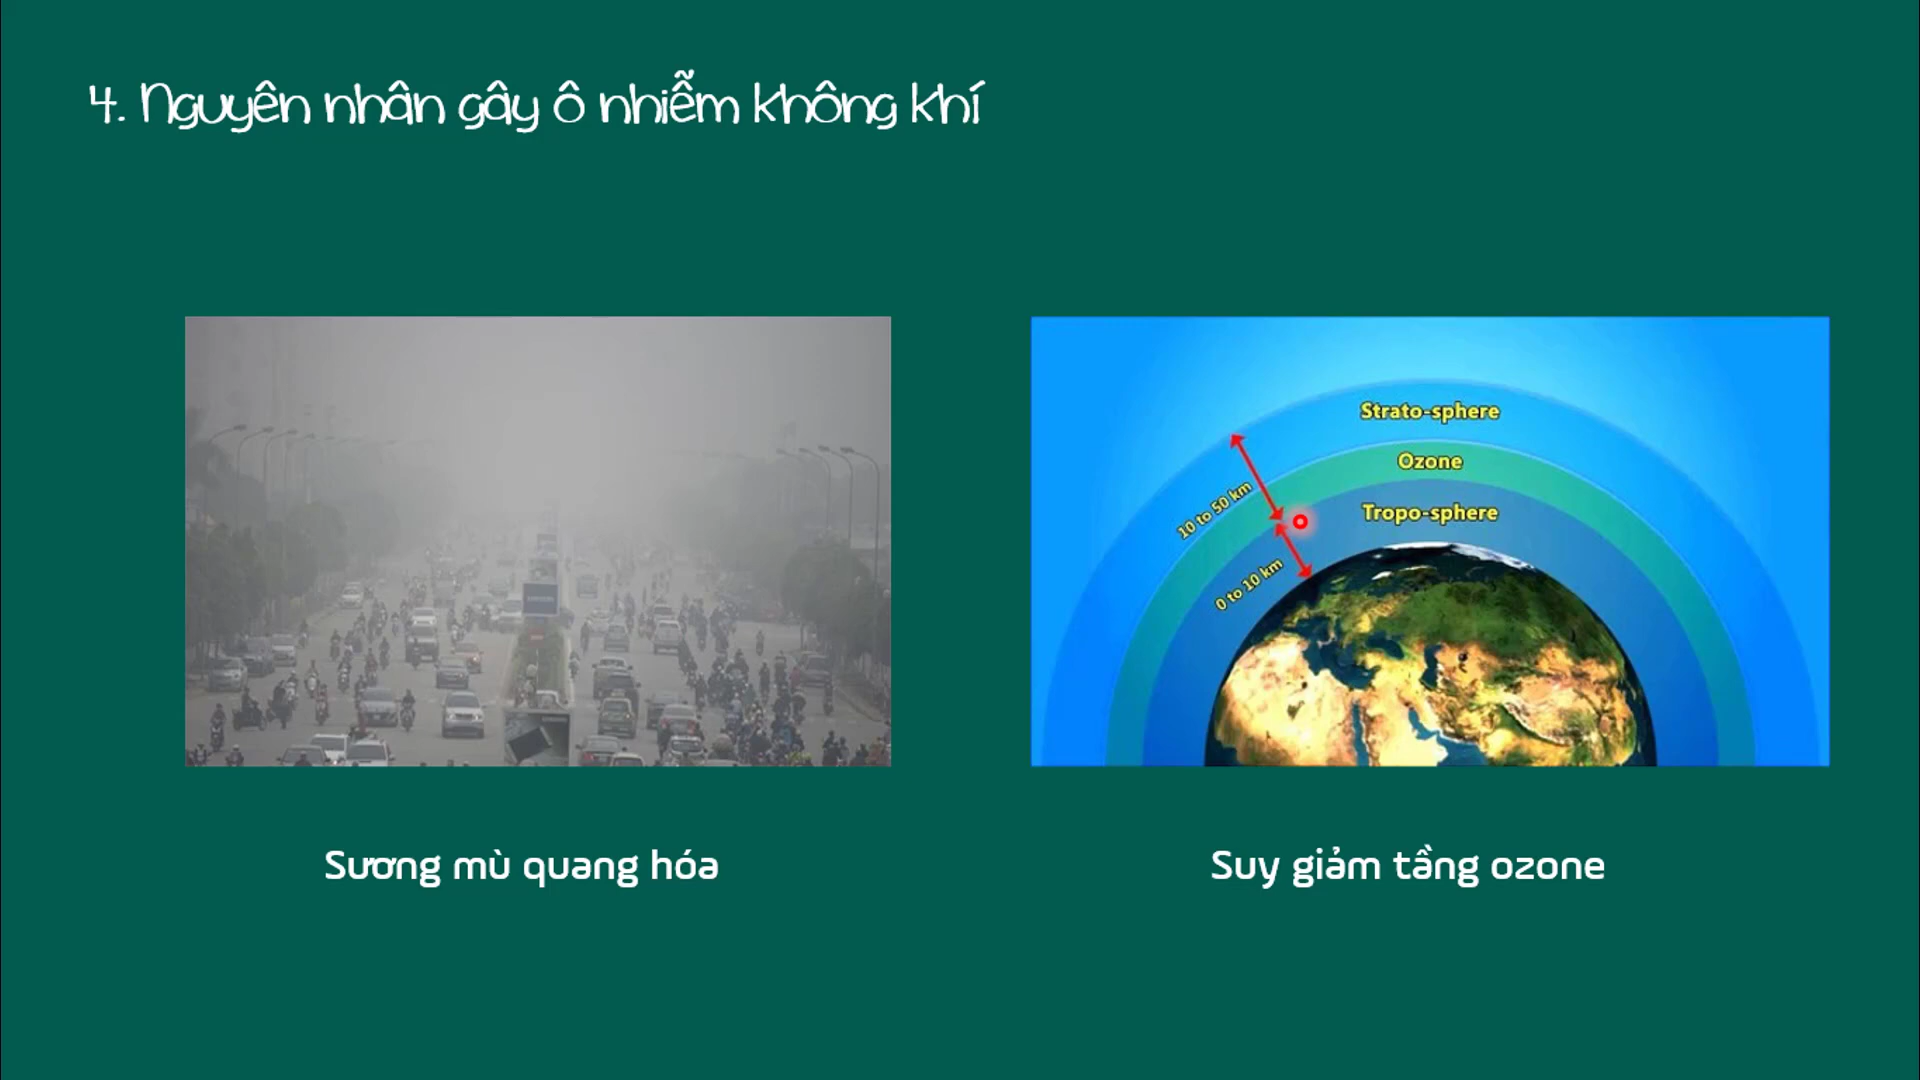 4. Nguyên nhân gây ô nhiễm không khí
Strato-sphere
Ozone
Tropo-sphere
10 to 50 km
0 to 10 km
Sương mù quang hóa
Suy giảm tầng ozone